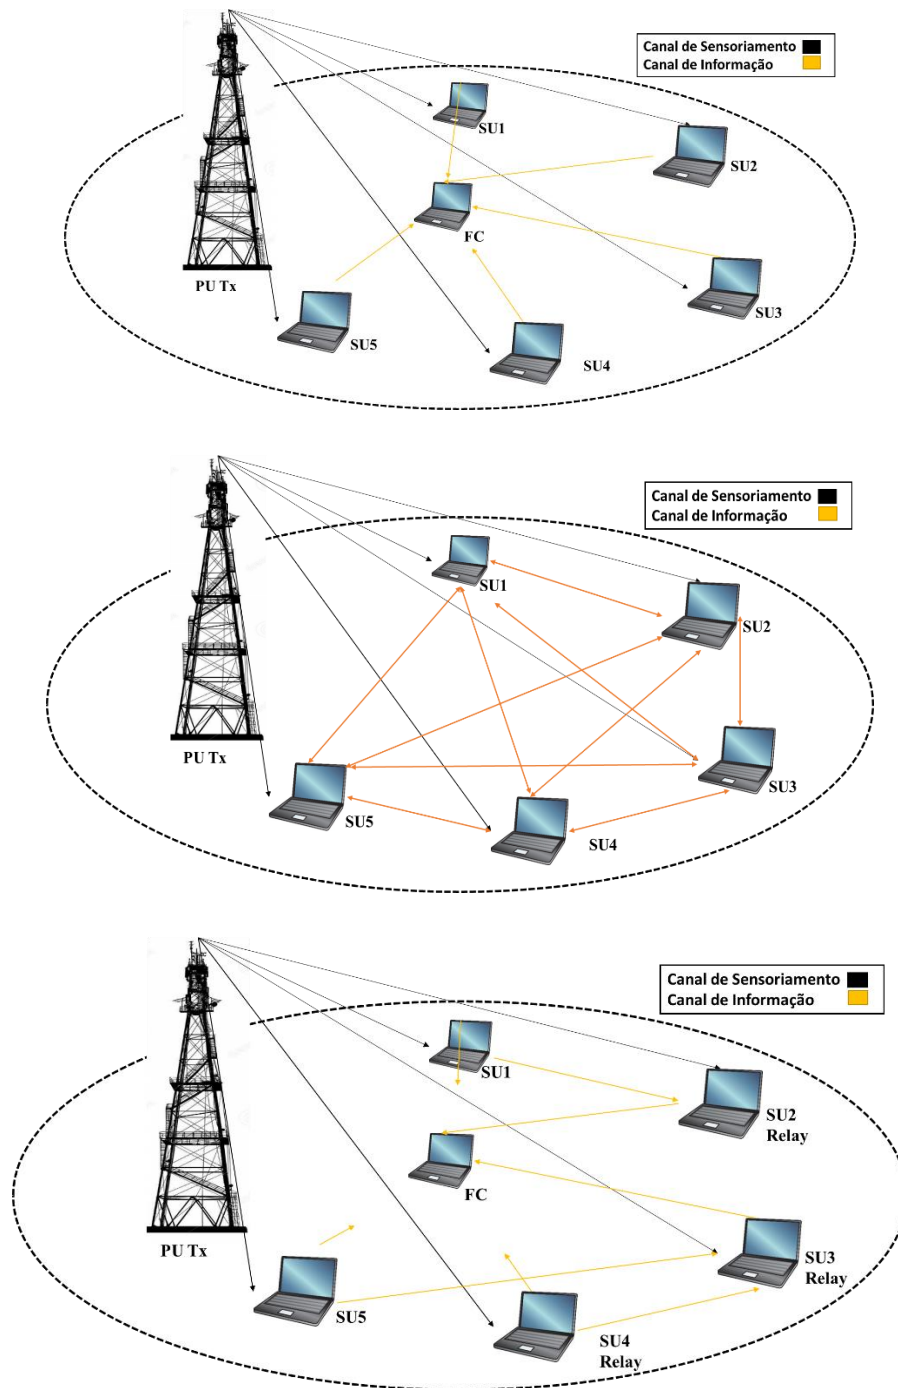 Canal de Sensoriamento
Canal de Informação
SU1
SU2
FC
PU Tx
SU3
SU5
SU4
Canal de Sensoriamento
Canal de Informação
SU1
SU2
PU Tx
SU3
SU5
SU4
Canal de Sensoriamento
Canal de Informação
SU1
SU2
Relay
FC
PU Tx
SU3
Relay
SU5
SU4
Relay